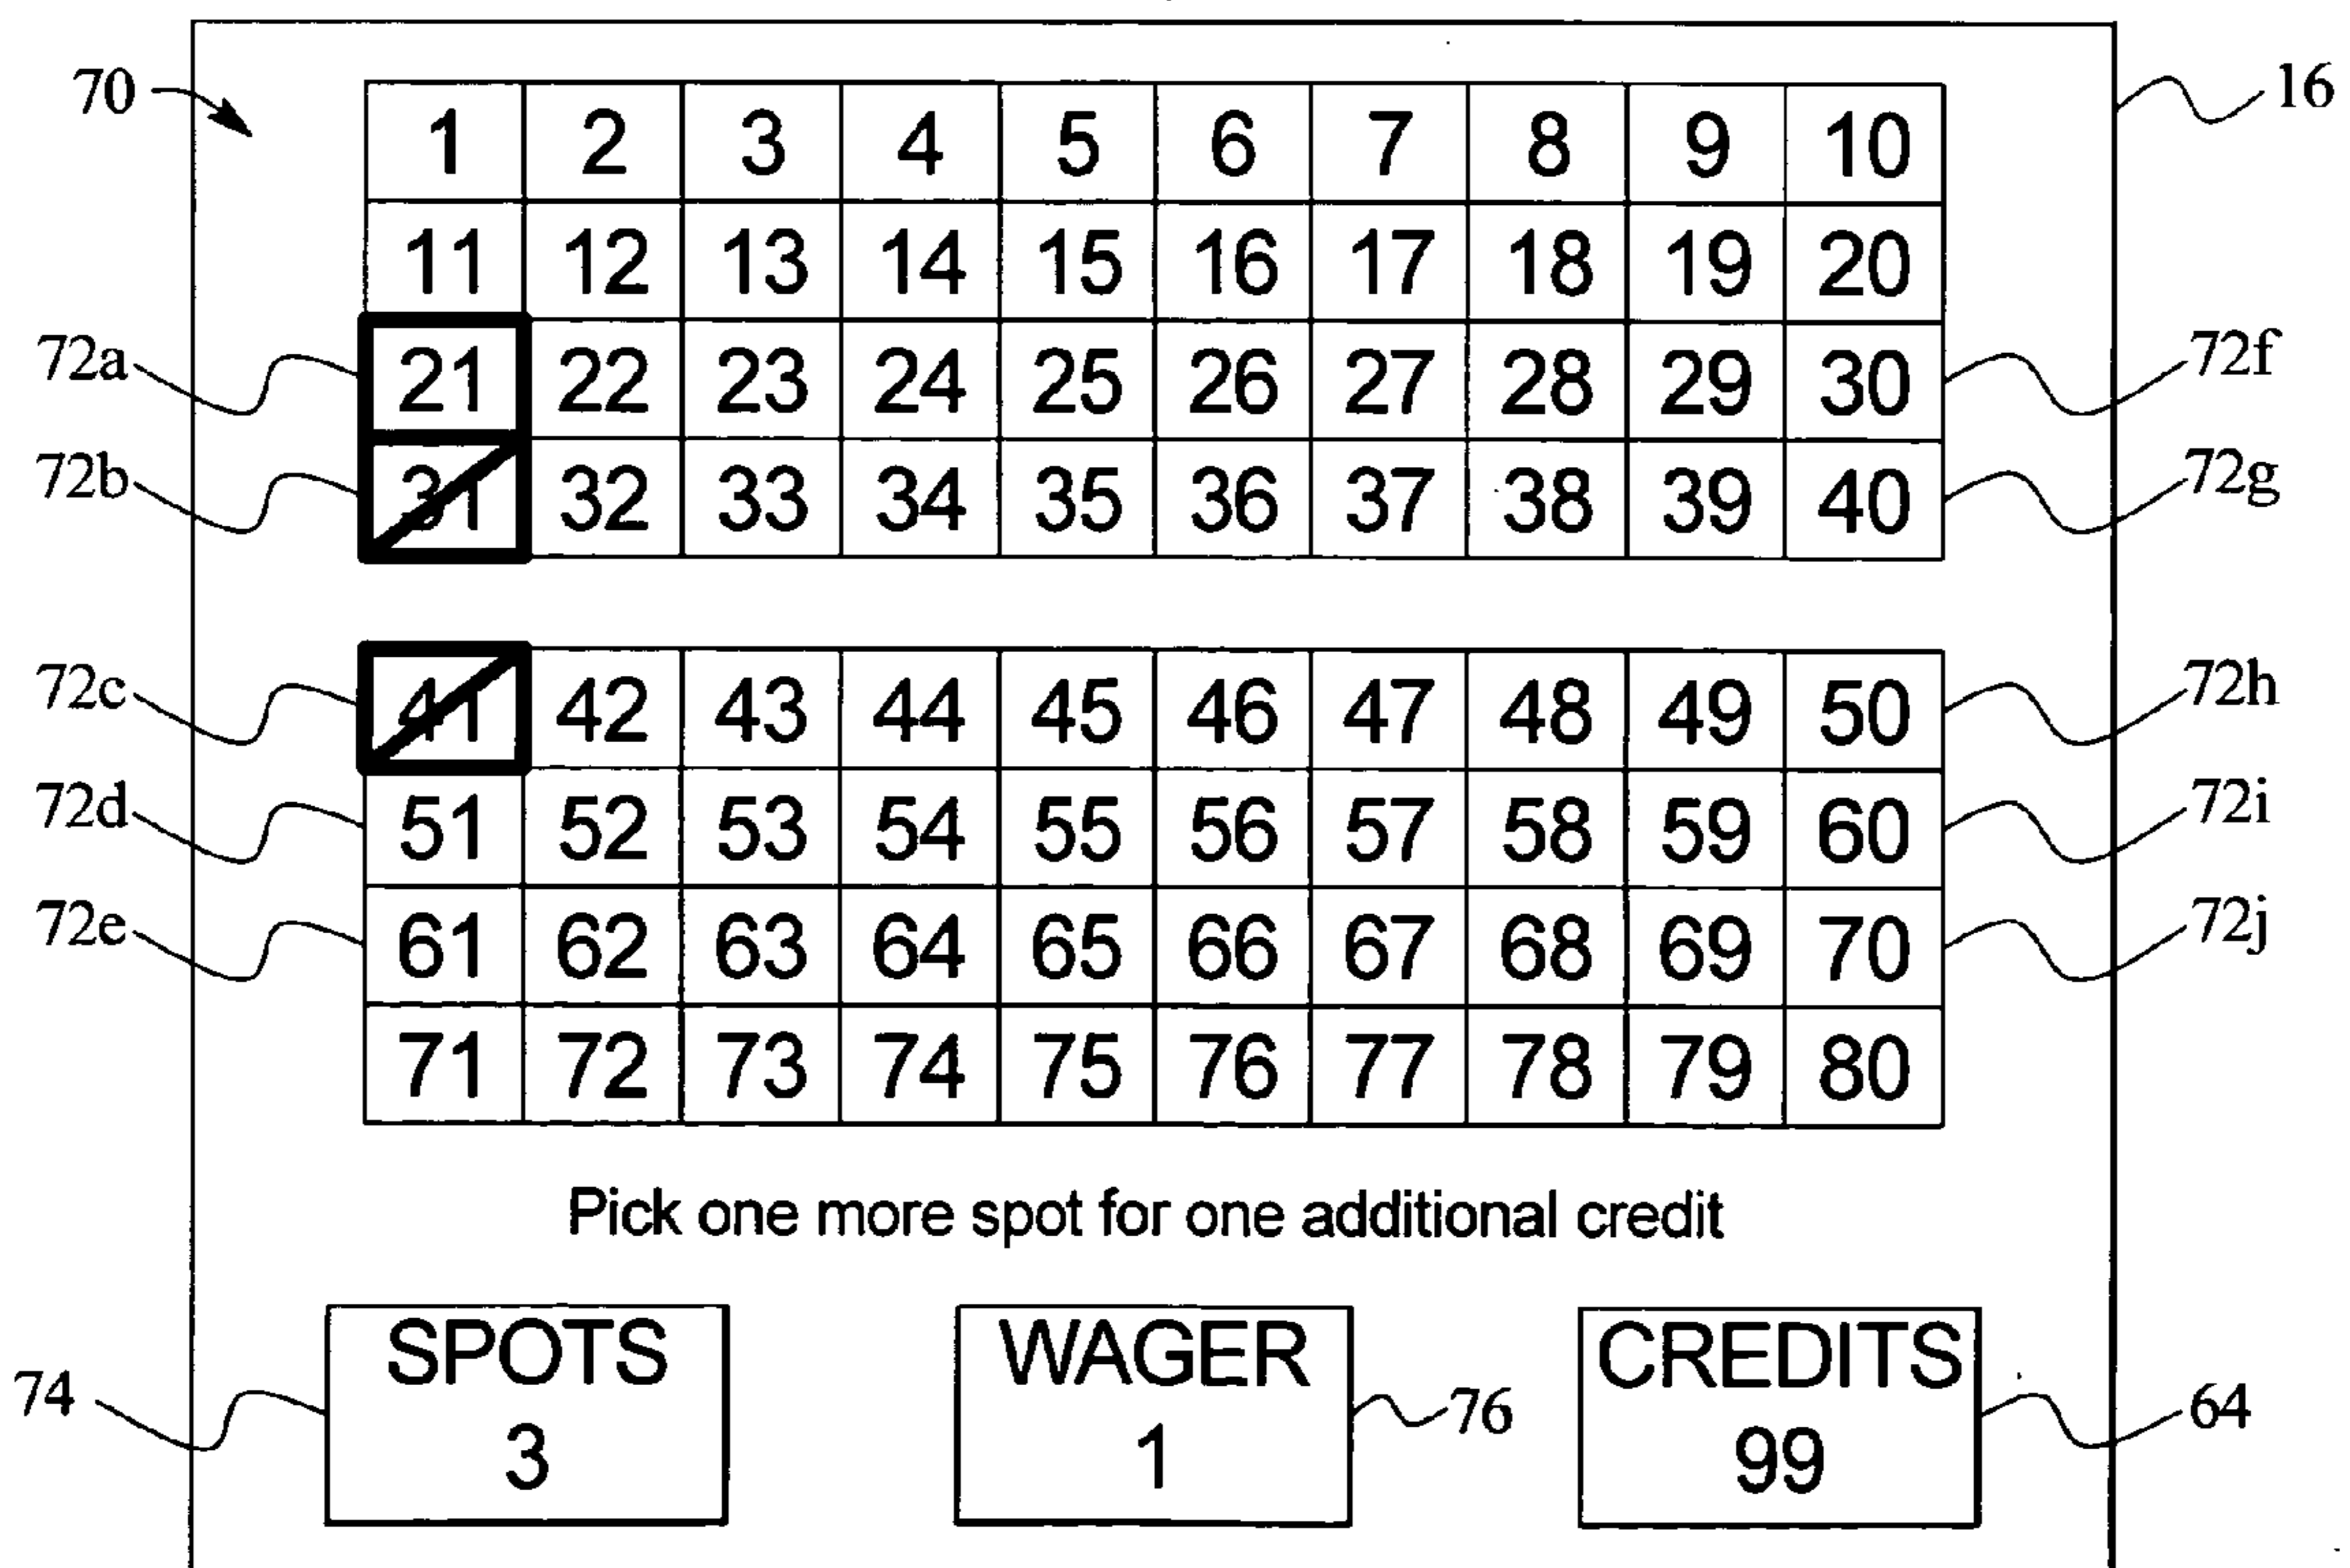 70 16
1 2 3 4 5 6 7 8 9 10
11 12 13 14 15 16 17 18 19 20
72a 21 22 23 24 25 26 27 28 29 30 72f
72b 31 32 33 34 35 36 37 38 39 40 72g
72c 41 42 43 44 45 46 47 48 49 50 72h
72d 51 52 53 54 55 56 57 58 59 60 72i
72e 61 62 63 64 65 66 67 68 69 70 72j
71 72 73 74 75 76 77 78 79 80
Pick one more spot for one additional credit
SPOTS WAGER CREDITS
74 76 64
3 1 99